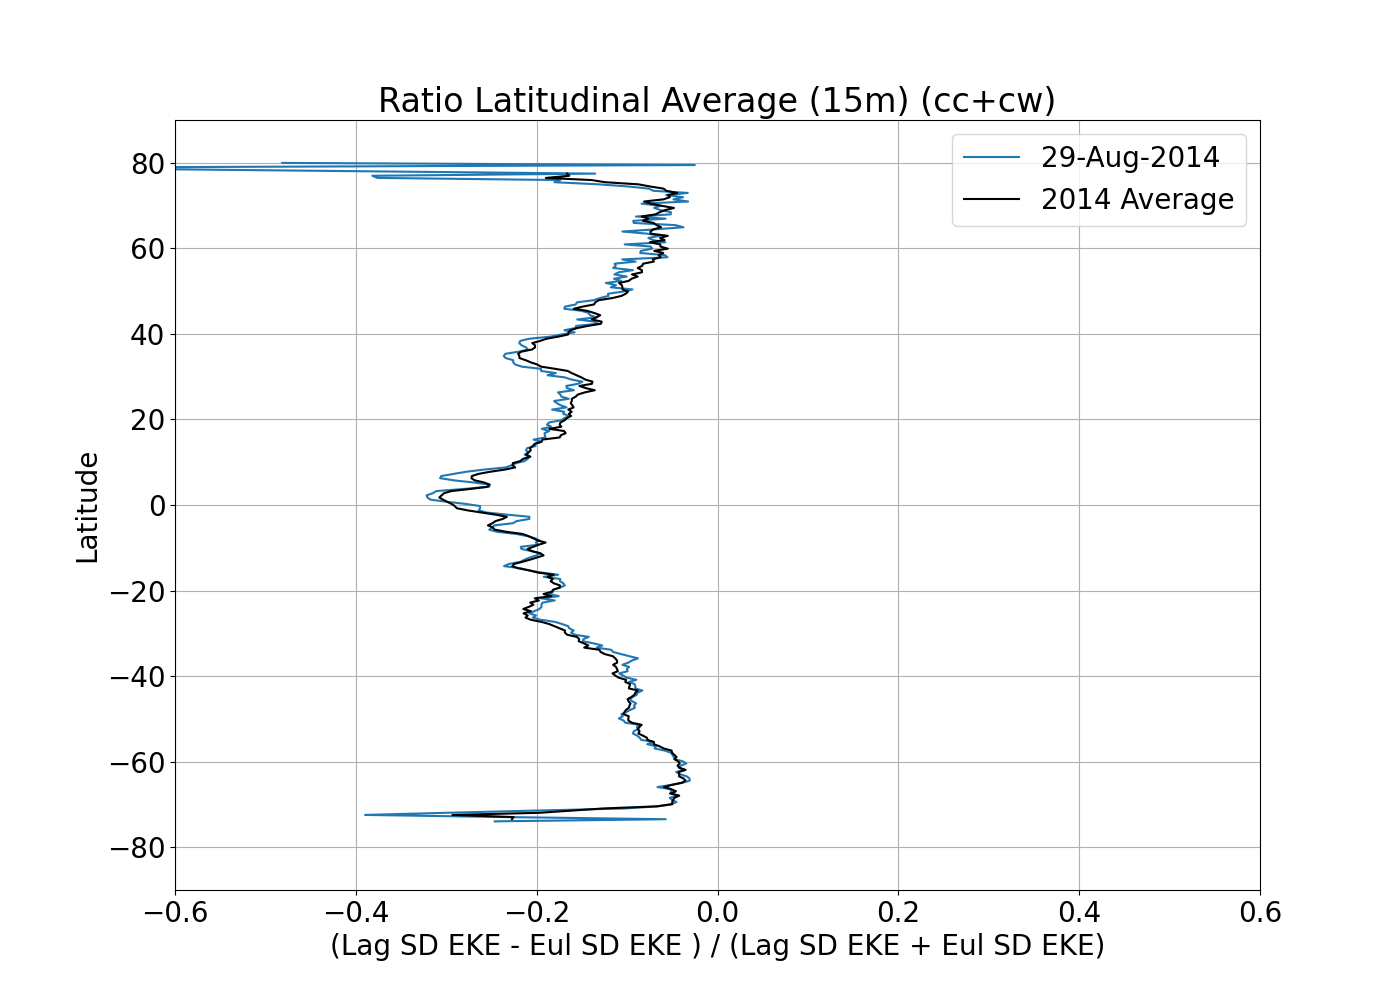 Ratio Latitudinal Average (15m) (cc+cw)
29-Aug-2014
2014 Average
80
60
40
20
0
−20
−40
−60
−80
Latitude
−0.6 −0.4 −0.2 0.0 0.2 0.4 0.6
(Lag SD EKE - Eul SD EKE ) / (Lag SD EKE + Eul SD EKE)